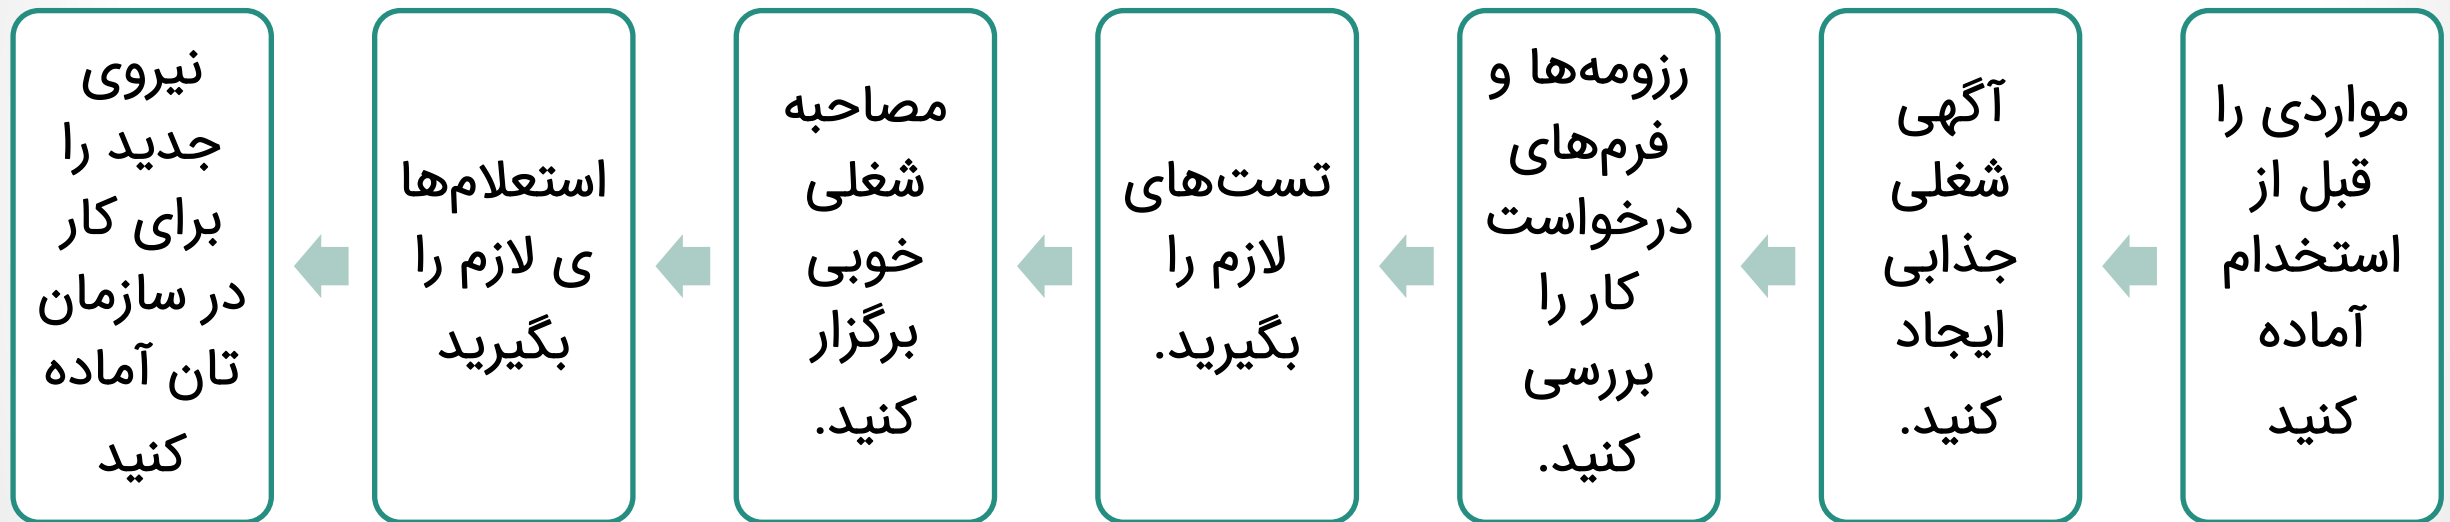 مواردی را
قبل از
استخدام
آماده
کنید
آگهی
شغلی
جذابی
ایجاد
کنید.
رزومه‌ها و
فرم‌های
درخواست
کار را
بررسی
کنید.
تست‌های
لازم را
بگیرید.
مصاحبه
شغلی
خوبی
برگزار
کنید.
استعلام‌ها
ی لازم را
بگیرید
نیروی
جدید را
برای کار
در سازمان
تان آماده
کنید